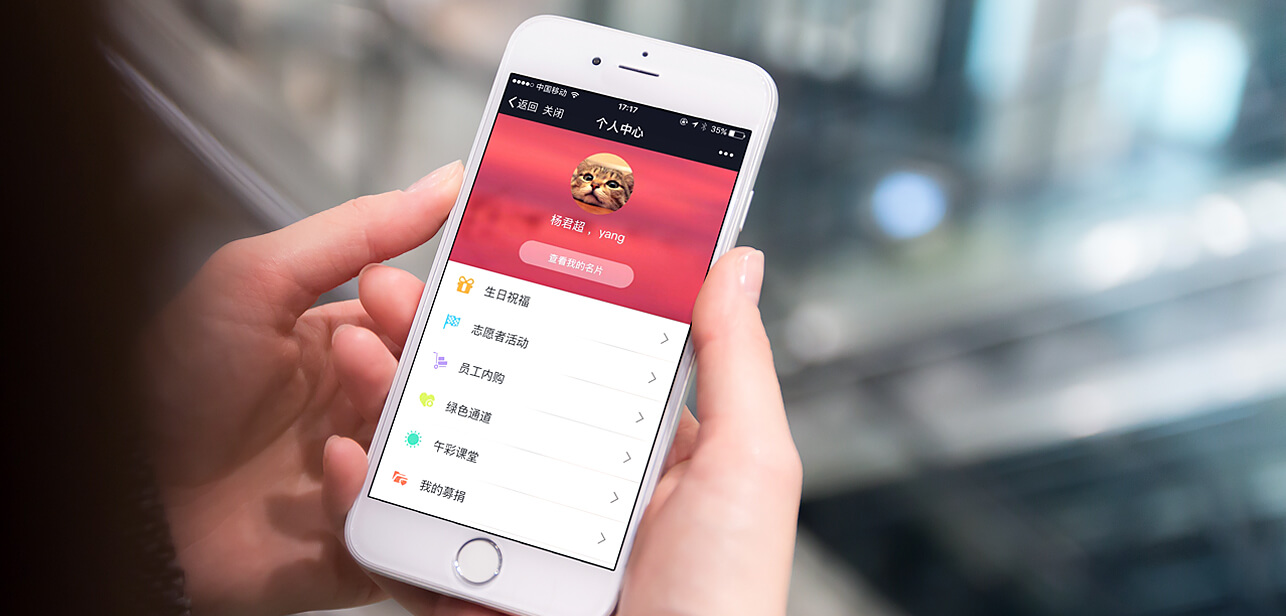 中国移动 17:17 35%
返回 关闭 个人中心
杨君超，yang
查看我的名片
生日祝福
志愿者活动
员工内购
绿色通道
午彩课堂
我的募捐